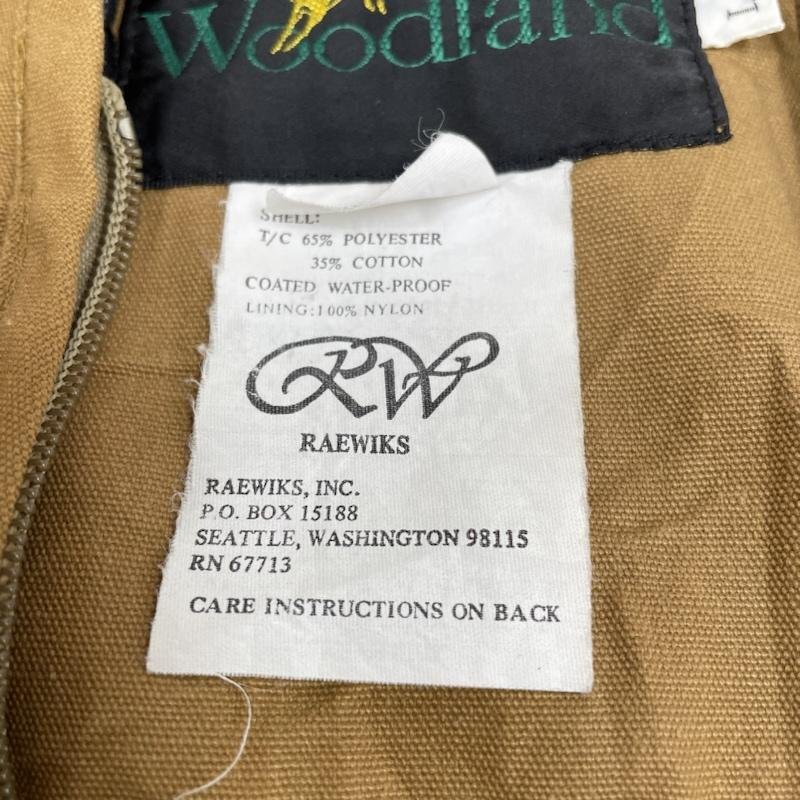 Woodland
SHELL:
T/C 65% POLYESTER
35% COTTON
COATED WATER-PROOF
LINING:100% NYLON
RW
RAEWIKS
RAEWIKS, INC.
P.O. BOX 15188
SEATTLE, WASHINGTON 98115
RN 67713
CARE INSTRUCTIONS ON BACK